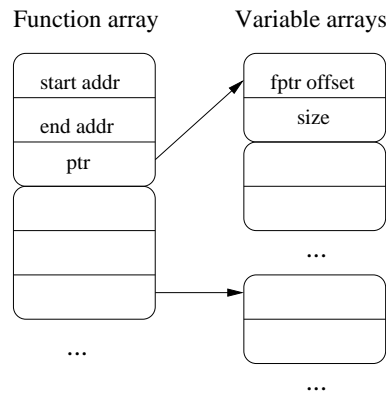 Function array
Variable arrays
start addr
end addr
ptr
fptr offset
size
...
...
...